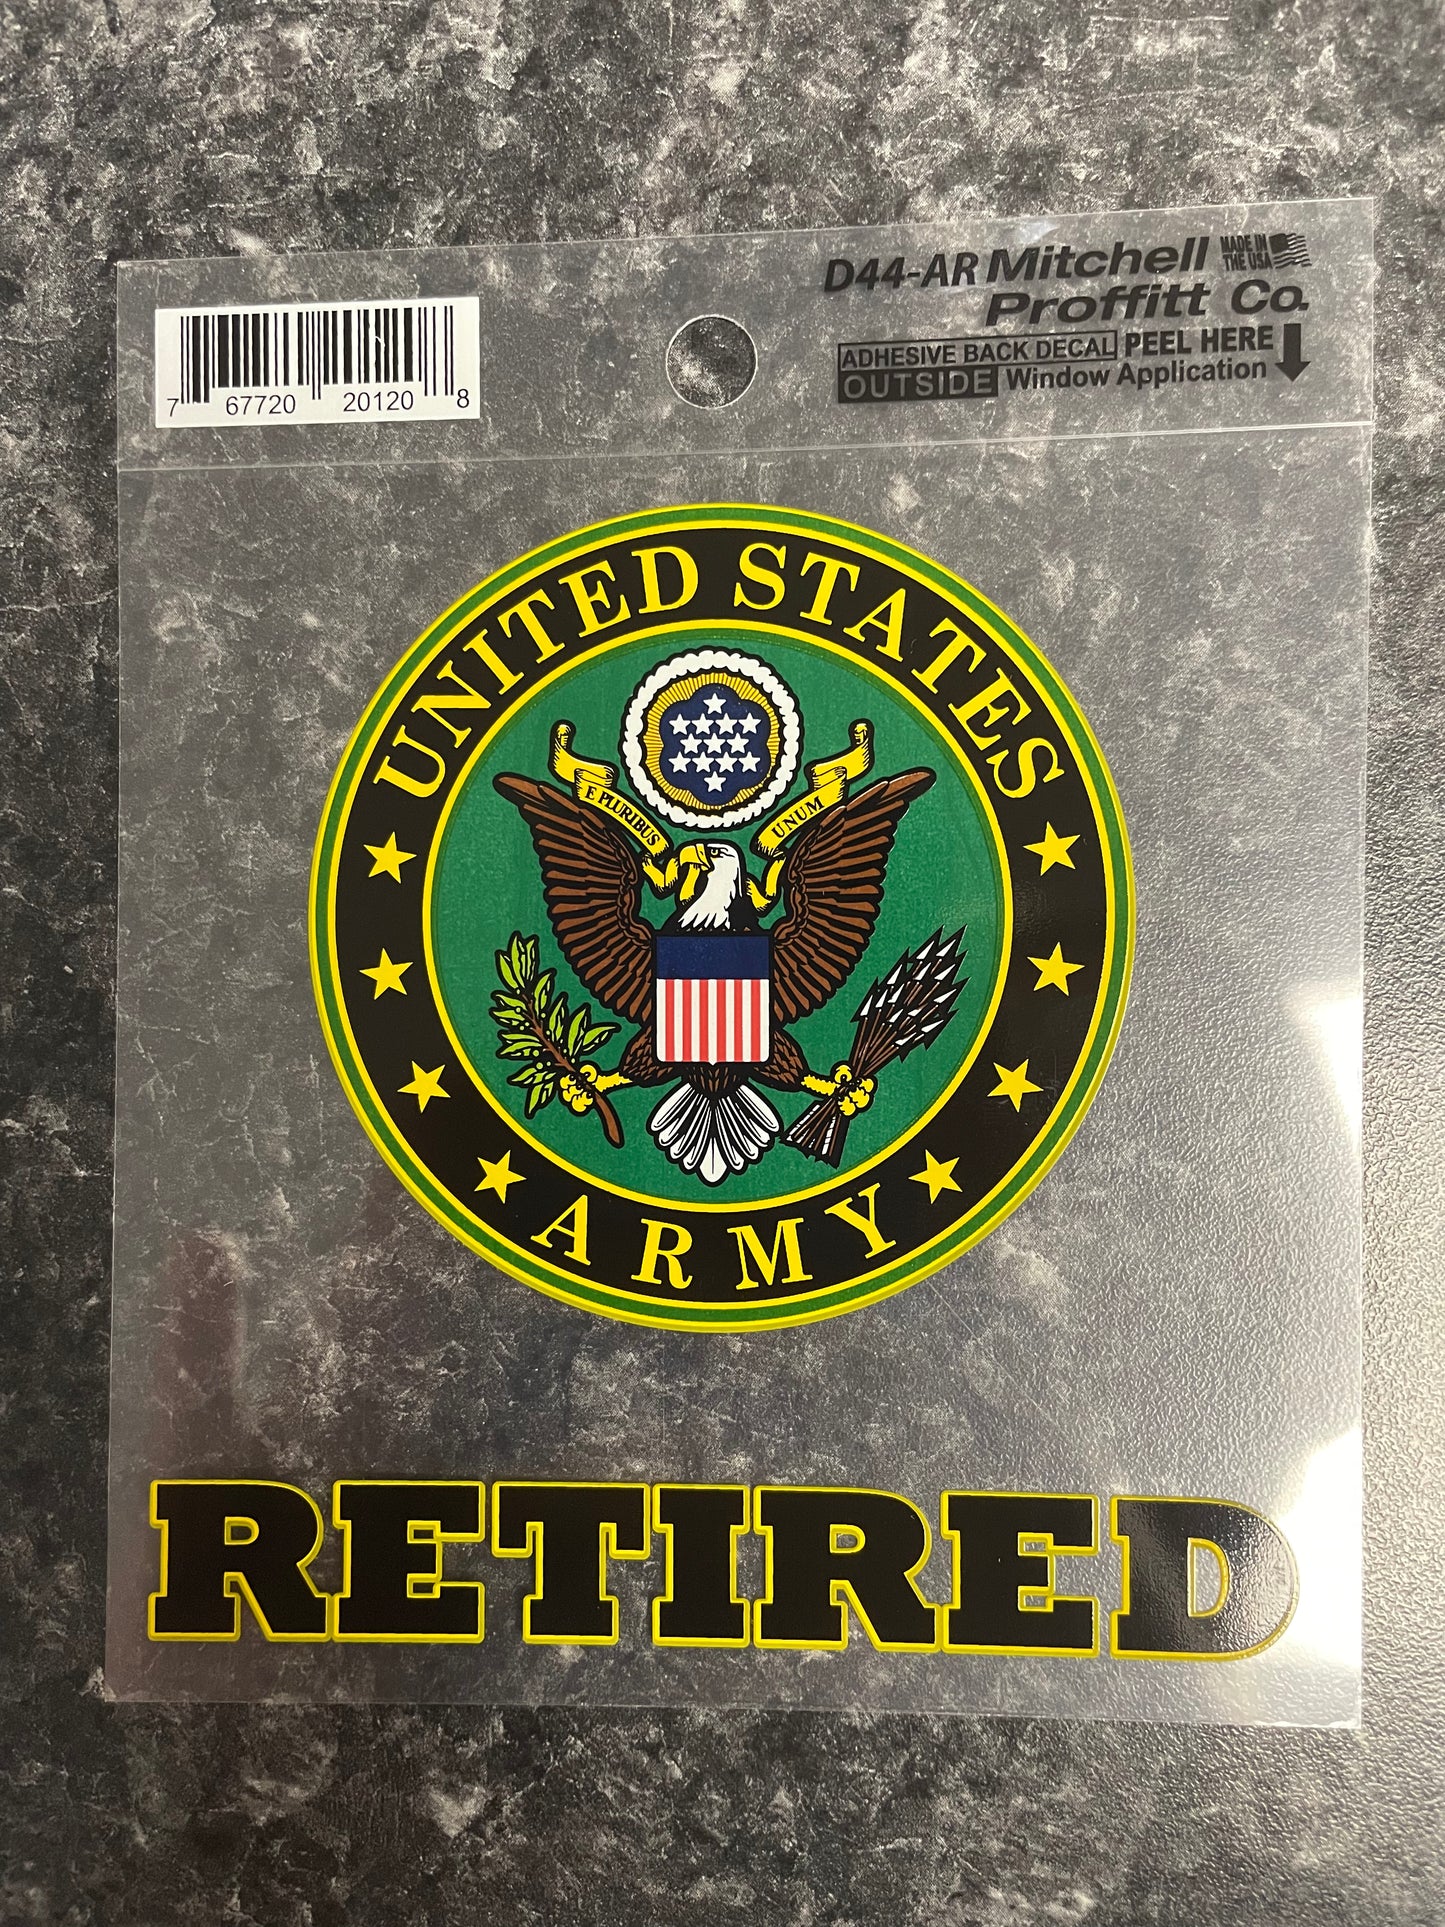 D44-AR Mitchell MADE IN
THE USA
Proffitt Co.
ADHESIVE BACK DECAL PEEL HERE
OUTSIDE Window Application
7 67720 20120 8
UNITED STATES
E PLURIBUS UNUM
ARMY
RETIRED